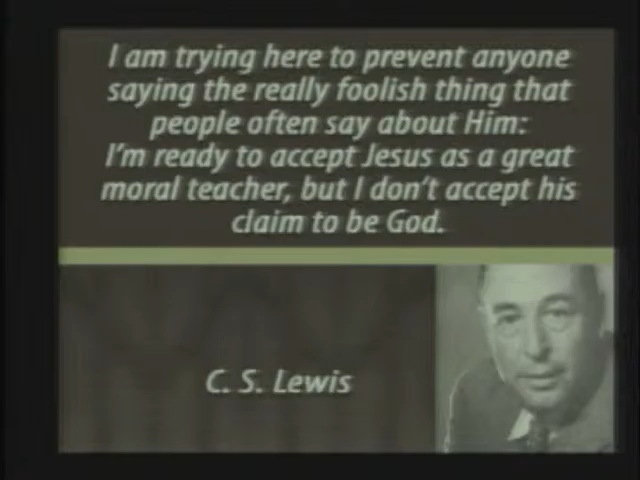 I am trying here to prevent anyone
saying the really foolish thing that
people often say about Him:
I'm ready to accept Jesus as a great
moral teacher, but I don't accept his
claim to be God.
C. S. Lewis